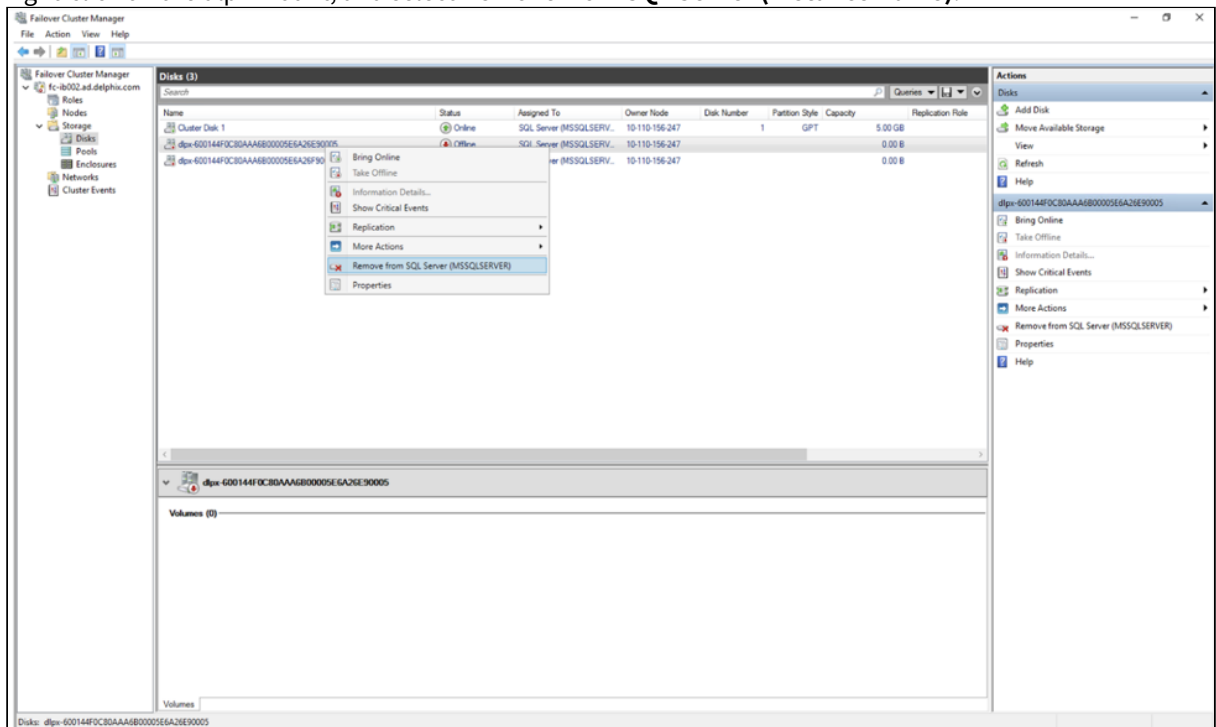 Failover Cluster Manager
File Action View Help
Failover Cluster Manager
fc-ib002.ad.delphix.com
Roles
Nodes
Storage
Disks
Pools
Enclosures
Networks
Cluster Events
Disks (3)
Search
Queries
Name Status Assigned To Owner Node Disk Number Partition Style Capacity Replication Role
Cluster Disk 1 Online SQL Server (MSSQLSERV... 10-110-156-247 1 GPT 5.00 GB
dlpx-600144F0C80AAA6B00005E6A26E90005 Offline SQL Server (MSSQLSERV... 10-110-156-247 0.00 B
dlpx-600144F0C80AAA6B00005E6A26F90 ver (MSSQLSERV... 10-110-156-247 0.00 B
Bring Online
Take Offline
Information Details...
Show Critical Events
Replication
More Actions
Remove from SQL Server (MSSQLSERVER)
Properties
dlpx-600144F0C80AAA6B00005E6A26E90005
Volumes (0)
Volumes
Actions
Disks
Add Disk
Move Available Storage
View
Refresh
Help
dlpx-600144F0C80AAA6B00005E6A26E90005
Bring Online
Take Offline
Information Details...
Show Critical Events
Replication
More Actions
Remove from SQL Server (MSSQLSERVER)
Properties
Help
Disks: dlpx-600144F0C80AAA6B00005E6A26E90005